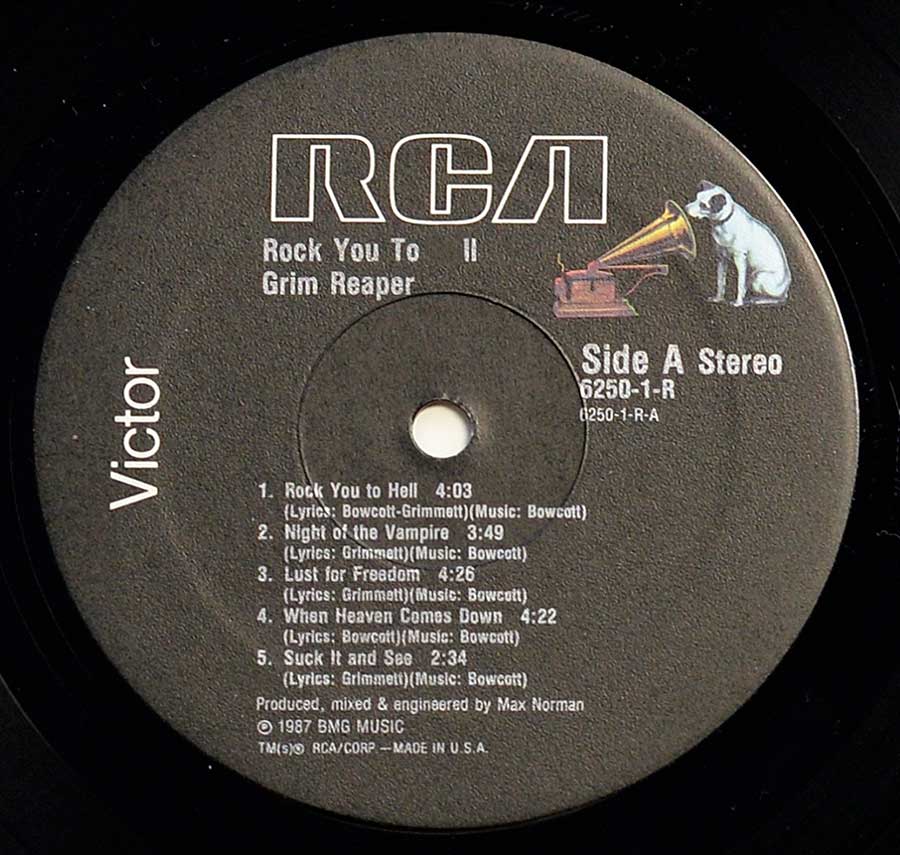 RCA
Rock You To ll
Grim Reaper
Victor
Side A Stereo
6250-1-R
6250-1-R-A
1. Rock You to Hell 4:03
(Lyrics: Bowcott-Grimmett)(Music: Bowcott)
2. Night of the Vampire 3:49
(Lyrics: Grimmett)(Music: Bowcott)
3. Lust for Freedom 4:26
(Lyrics: Grimmett)(Music: Bowcott)
4. When Heaven Comes Down 4:22
(Lyrics: Bowcott)(Music: Bowcott)
5. Suck It and See 2:34
(Lyrics: Grimmett)(Music: Bowcott)
Produced, mixed & engineered by Max Norman
℗ 1987 BMG MUSIC
TM(s)® RCA/CORP.—MADE IN U.S.A.